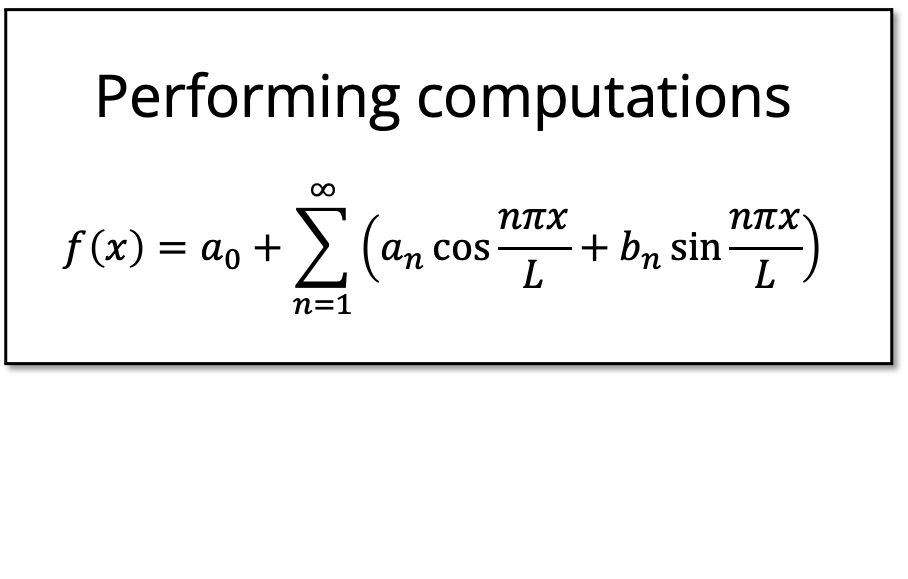 Performing computations
f(x) = a₀ + ∑_{n=1}^{∞} (aₙ cos nπx/L + bₙ sin nπx/L)